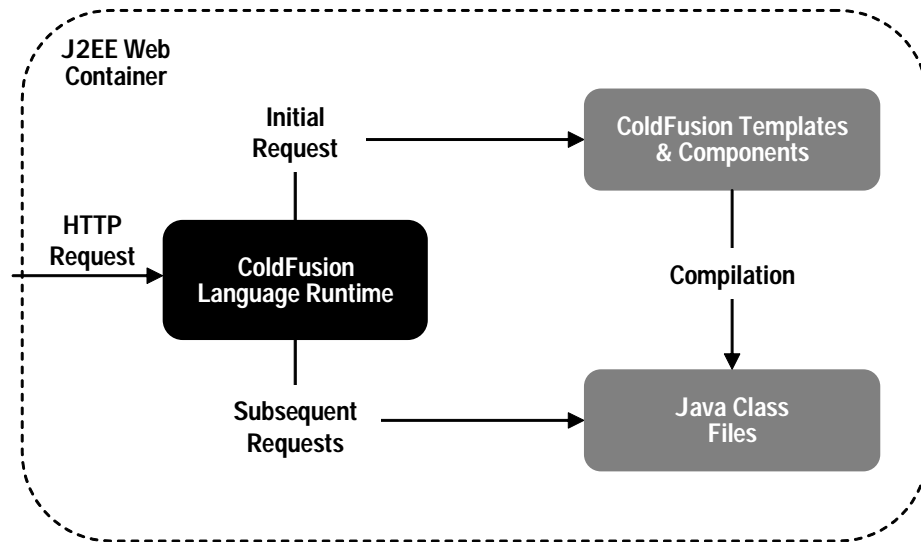 J2EE Web
Container
Initial
Request
ColdFusion Templates
& Components
HTTP
Request
ColdFusion
Language Runtime
Compilation
Subsequent
Requests
Java Class
Files